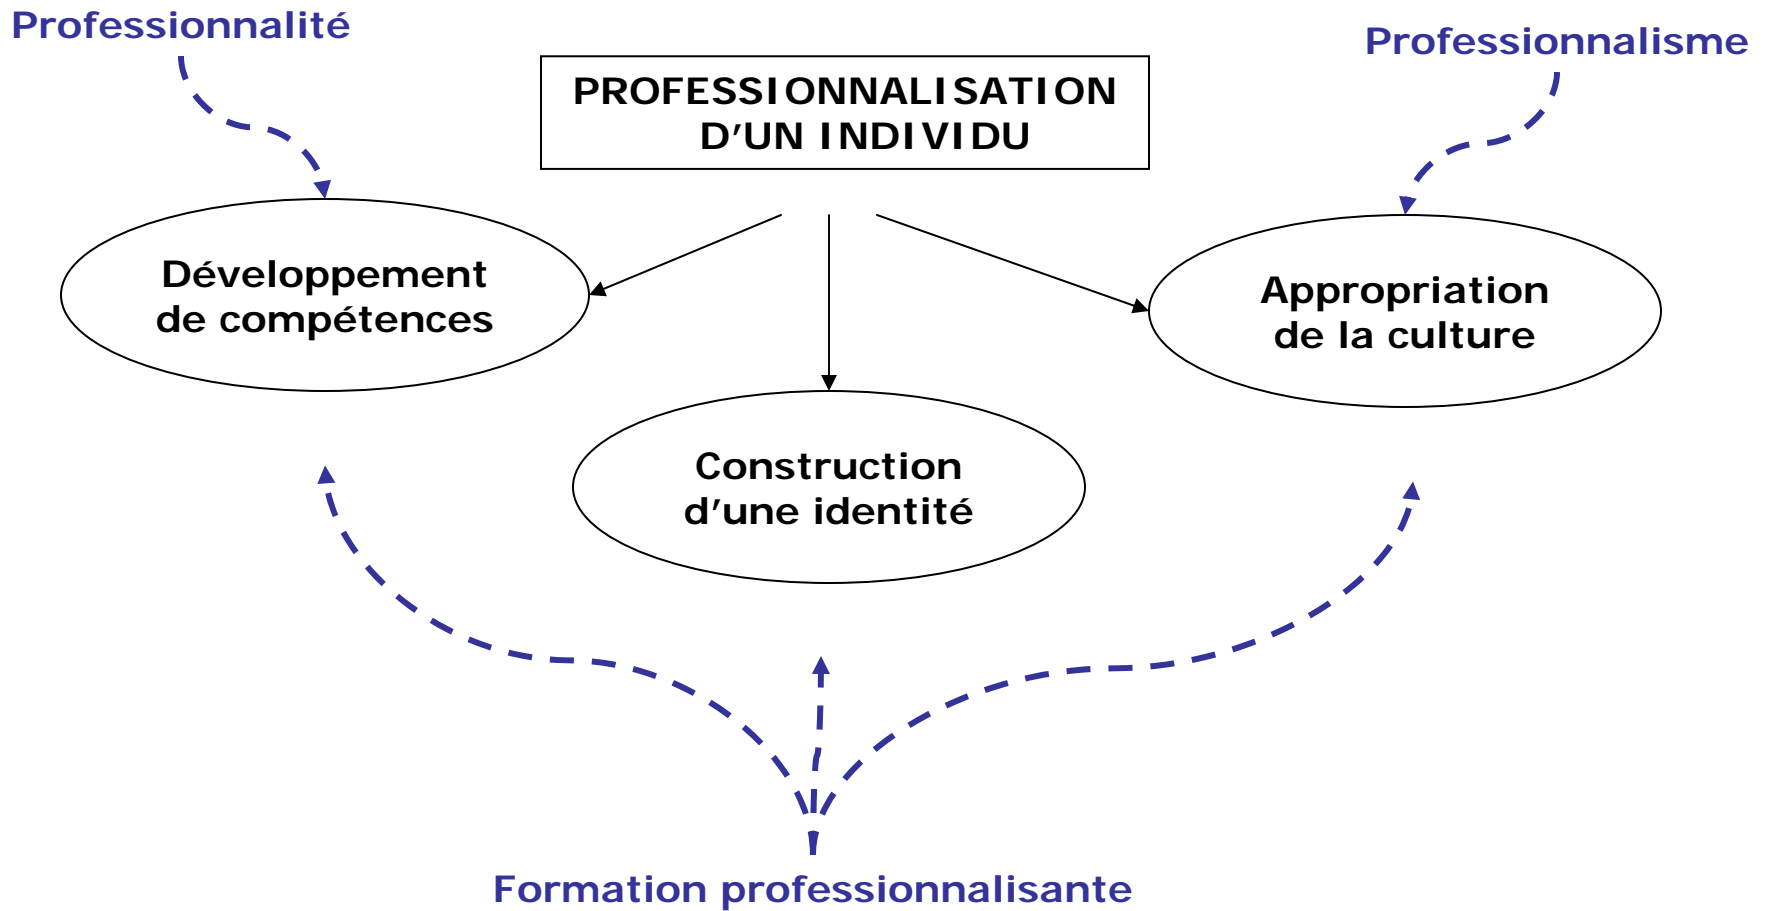 Professionnalité
Professionnalisme
PROFESSIONNALISATION
D’UN INDIVIDU
Développement
de compétences
Appropriation
de la culture
Construction
d’une identité
Formation professionnalisante